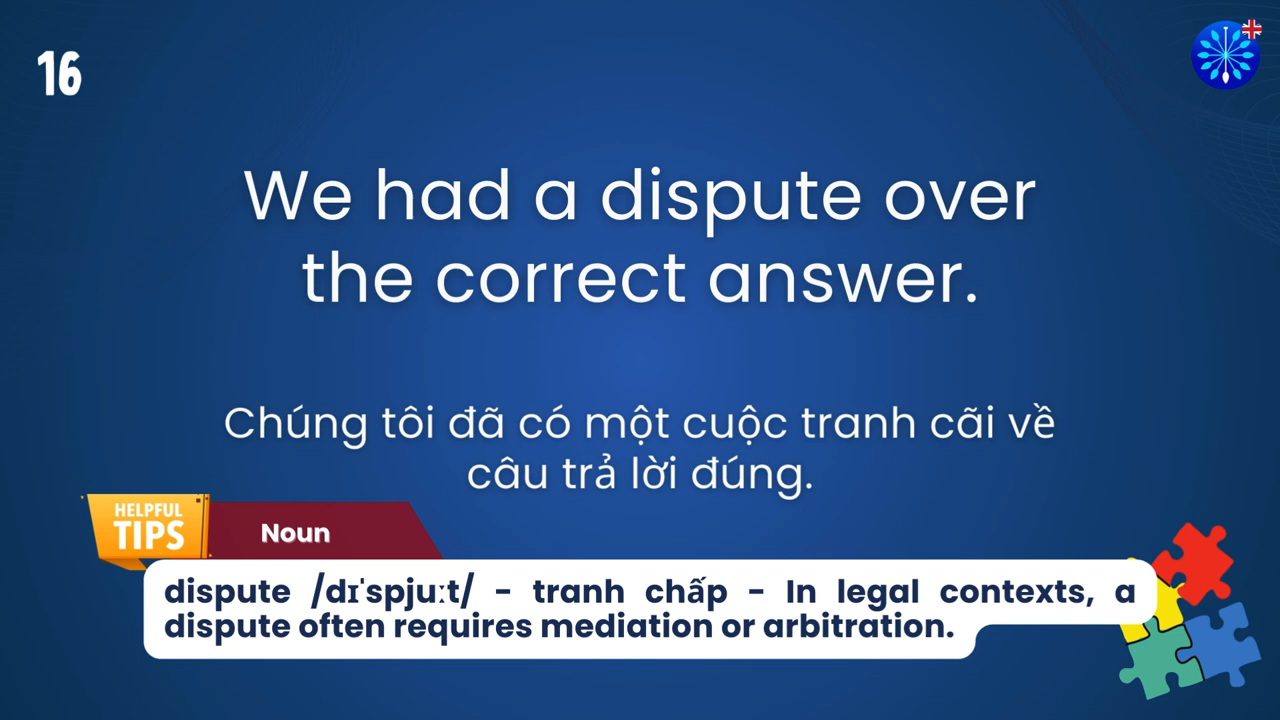 16
We had a dispute over
the correct answer.
Chúng tôi đã có một cuộc tranh cãi về
câu trả lời đúng.
HELPFUL
TIPS
Noun
dispute /dɪˈspjuːt/ - tranh chấp - In legal contexts, a
dispute often requires mediation or arbitration.